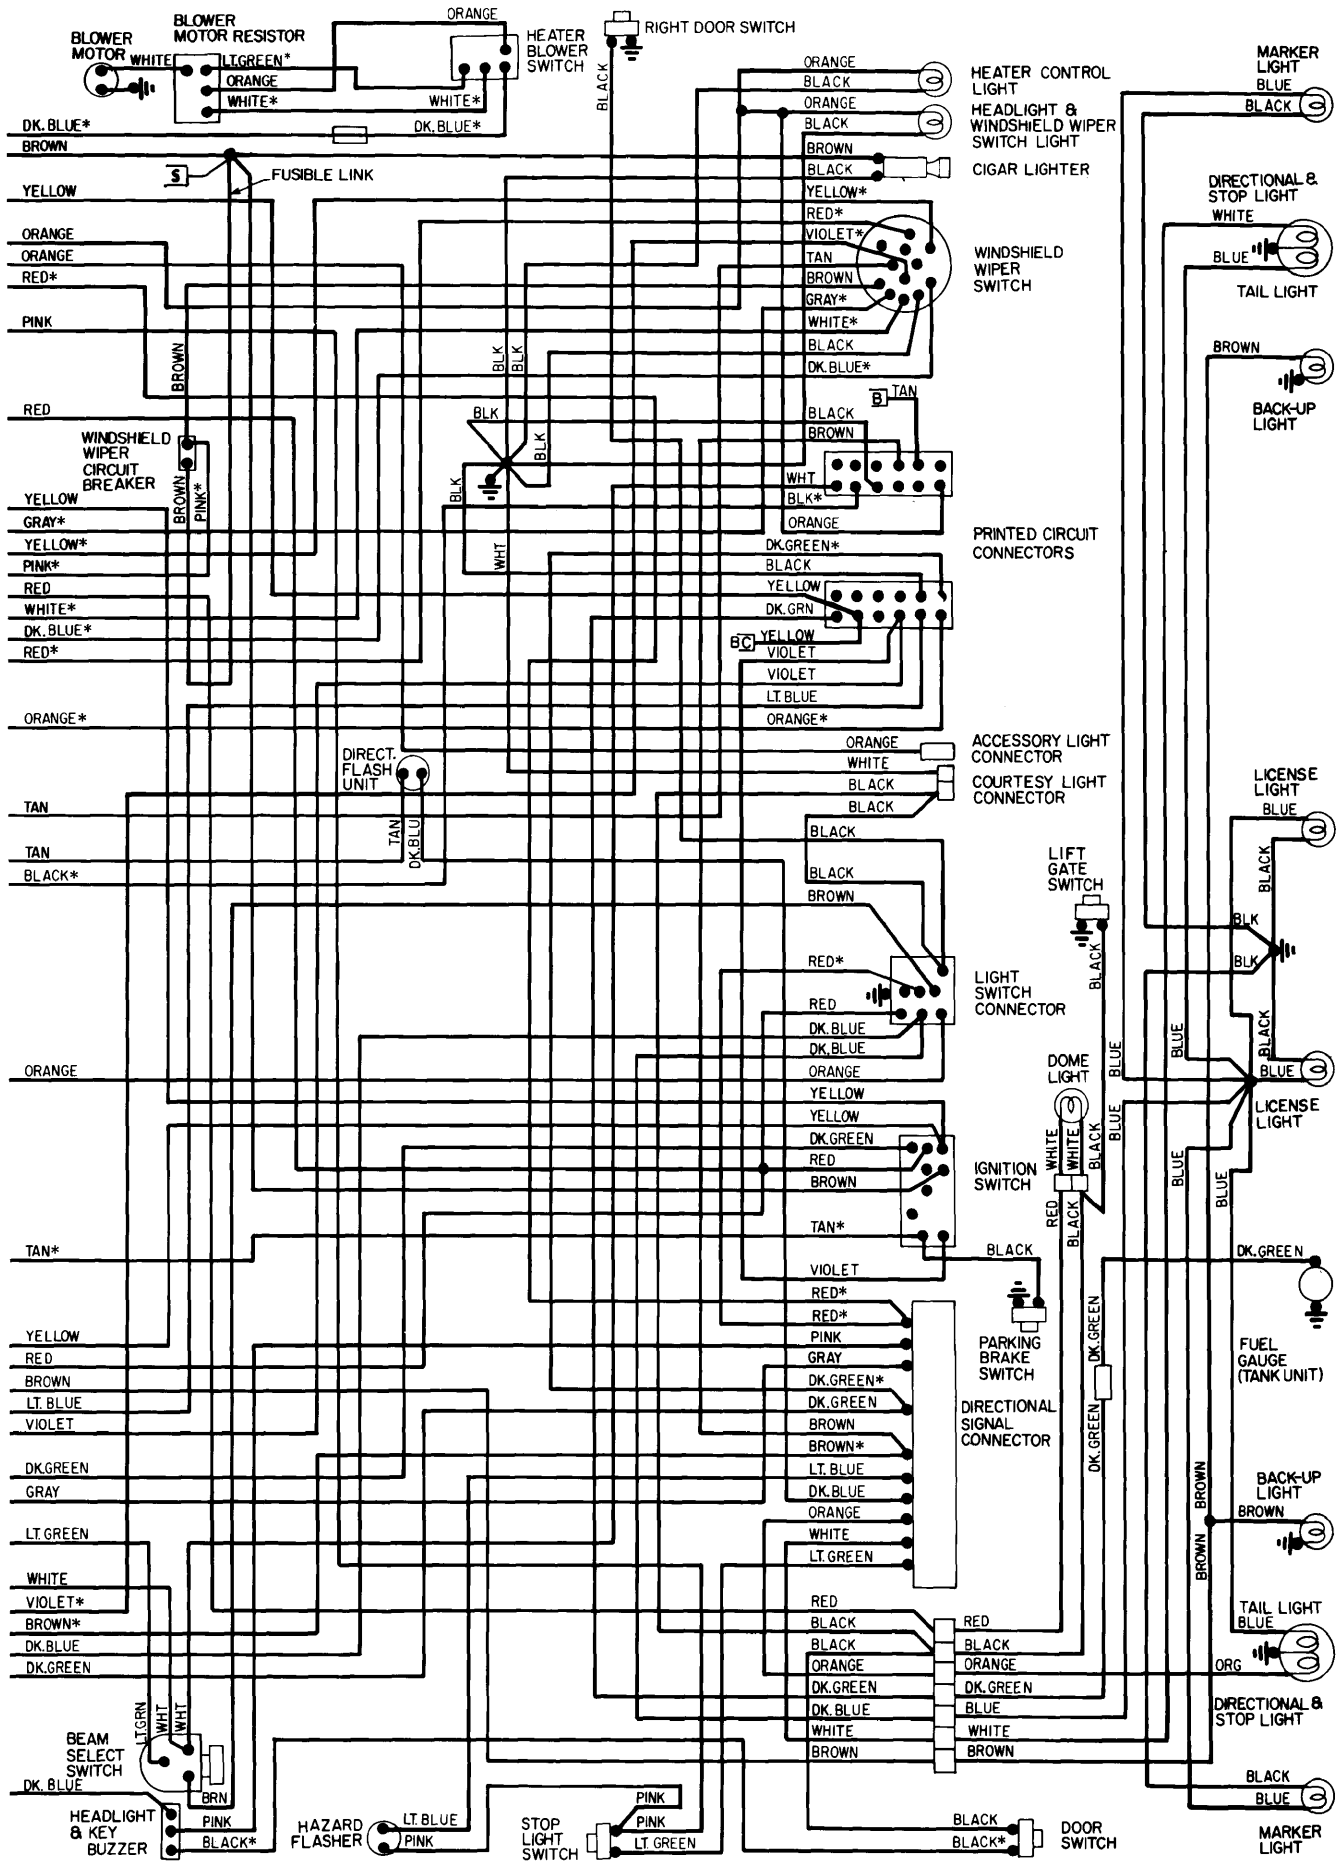 ORANGE
BLOWER
MOTOR
WHITE
BLOWER
MOTOR RESISTOR
LT.GREEN*
ORANGE
WHITE*
WHITE*
HEATER
BLOWER
SWITCH
RIGHT DOOR SWITCH
BLACK
DK.BLUE*
DK.BLUE*
BROWN
S
FUSIBLE LINK
YELLOW
ORANGE
ORANGE
RED*
PINK
BROWN
RED
WINDSHIELD
WIPER
CIRCUIT
BREAKER
BROWN
PINK*
YELLOW
GRAY*
YELLOW*
PINK*
RED
WHITE*
DK.BLUE*
RED*
ORANGE*
DIRECT.
FLASH
UNIT
TAN
TAN
DK.BLU
TAN
BLACK*
ORANGE
TAN*
YELLOW
RED
BROWN
LT. BLUE
VIOLET
DK.GREEN
GRAY
LT. GREEN
WHITE
VIOLET*
BROWN*
DK.BLUE
DK.GREEN
LT.GRN
WHT
WHT
BEAM
SELECT
SWITCH
DK. BLUE
BRN
HEADLIGHT
& KEY
BUZZER
PINK
BLACK*
HAZARD
FLASHER
LT. BLUE
PINK
STOP
LIGHT
SWITCH
PINK
PINK
LT. GREEN
ORANGE
BLACK
HEATER CONTROL
LIGHT
ORANGE
BLACK
HEADLIGHT &
WINDSHIELD WIPER
SWITCH LIGHT
BROWN
BLACK
CIGAR LIGHTER
YELLOW*
RED*
VIOLET*
TAN
BROWN
GRAY*
WHITE*
BLACK
DK.BLUE*
WINDSHIELD
WIPER
SWITCH
BLK
BLK
BLK
BLK
BLK
WHT
B
TAN
BLACK
BROWN
WHT
BLK*
ORANGE
PRINTED CIRCUIT
CONNECTORS
DK.GREEN*
BLACK
YELLOW
DK.GRN
BC
YELLOW
VIOLET
VIOLET
LT. BLUE
ORANGE*
ORANGE
ACCESSORY LIGHT
CONNECTOR
WHITE
BLACK
BLACK
COURTESY LIGHT
CONNECTOR
BLACK
BLACK
BROWN
RED*
RED
DK.BLUE
DK.BLUE
ORANGE
LIGHT
SWITCH
CONNECTOR
YELLOW
YELLOW
DK.GREEN
RED
BROWN
TAN*
VIOLET
IGNITION
SWITCH
BLACK
PARKING
BRAKE
SWITCH
RED*
RED*
PINK
GRAY
DK.GREEN*
DK.GREEN
BROWN
BROWN*
LT. BLUE
DK.BLUE
ORANGE
WHITE
LT. GREEN
DIRECTIONAL
SIGNAL
CONNECTOR
RED
BLACK
BLACK
ORANGE
DK.GREEN
DK. BLUE
WHITE
BROWN
RED
BLACK
ORANGE
DK.GREEN
BLUE
WHITE
BROWN
BLACK
BLACK*
DOOR
SWITCH
LIFT
GATE
SWITCH
BLACK
DOME
LIGHT
WHITE
WHITE
BLACK
BLUE
BLUE
RED
BLACK
DK.GREEN
DK.GREEN
MARKER
LIGHT
BLUE
BLACK
DIRECTIONAL &
STOP LIGHT
WHITE
BLUE
TAIL LIGHT
BROWN
BACK-UP
LIGHT
LICENSE
LIGHT
BLUE
BLACK
BLK
BLK
BLACK
BLUE
BLUE
LICENSE
LIGHT
BLUE
BLUE
DK.GREEN
FUEL
GAUGE
(TANK UNIT)
BROWN
BROWN
BACK-UP
LIGHT
BROWN
TAIL LIGHT
BLUE
ORG
DIRECTIONAL &
STOP LIGHT
BLACK
BLUE
MARKER
LIGHT